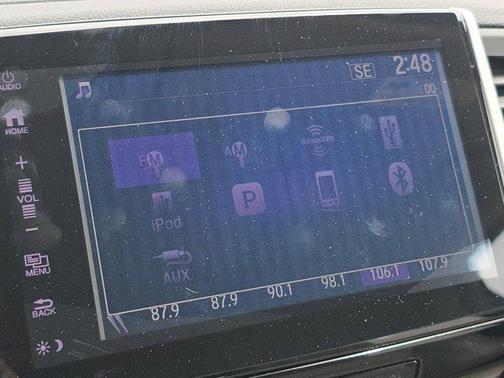 AUDIO
HOME
+
VOL
−
MENU
BACK
SE 2:48
00
FM
AM
SiriusXM
iPod
P
AUX
87.9 87.9 90.1 98.1 106.1 107.9